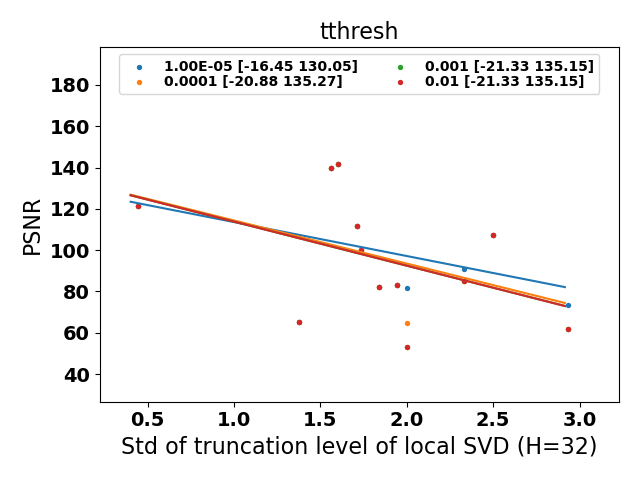 tthresh
1.00E-05 [-16.45 130.05]
0.0001 [-20.88 135.27]
0.001 [-21.33 135.15]
0.01 [-21.33 135.15]
PSNR
180
160
140
120
100
80
60
40
0.5 1.0 1.5 2.0 2.5 3.0
Std of truncation level of local SVD (H=32)